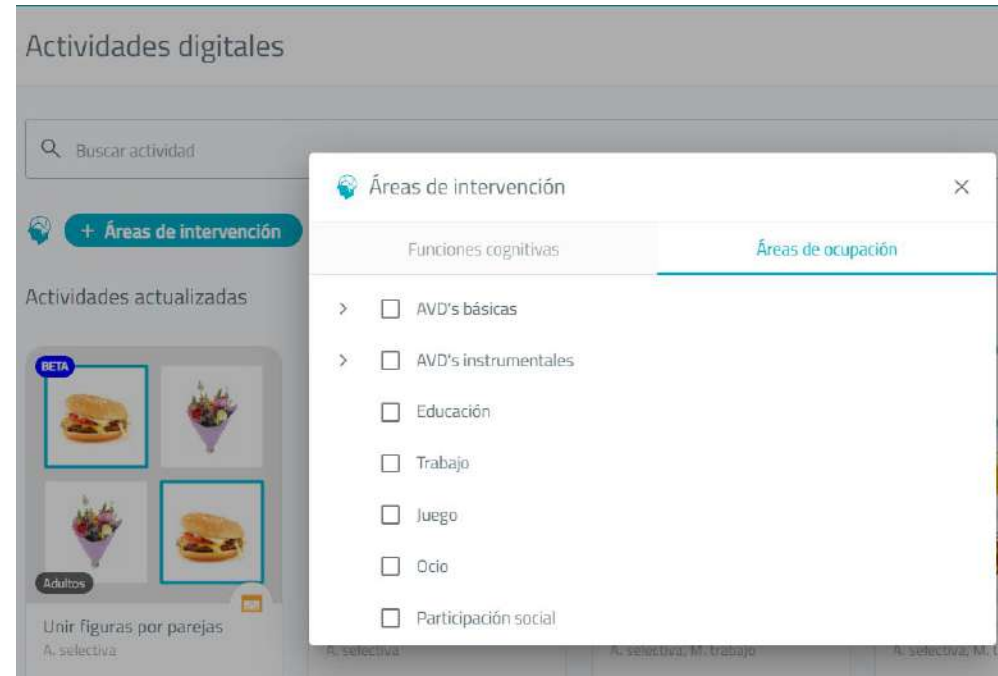 Actividades digitales
Buscar actividad
+ Áreas de intervención
Actividades actualizadas
BETA
Adultos
Unir figuras por parejas
A. selectiva
Áreas de intervención
Funciones cognitivas
Áreas de ocupación
AVD's básicas
AVD's instrumentales
Educación
Trabajo
Juego
Ocio
Participación social
A. selectiva
A. selectiva, M. trabajo
A. selectiva, M.